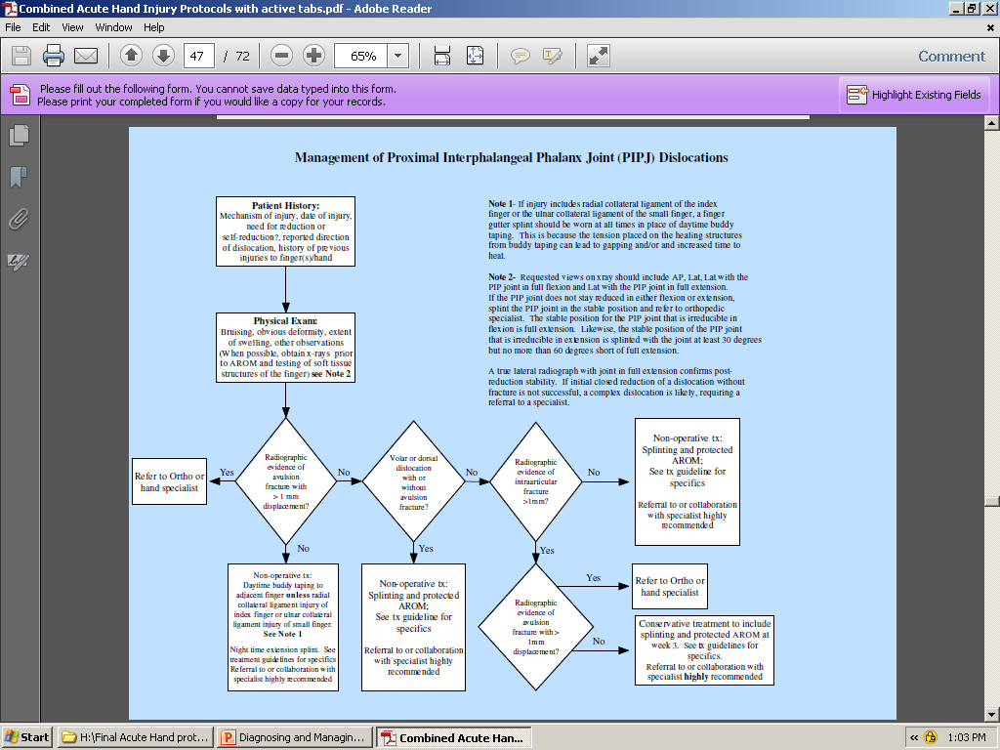 Combined Acute Hand Injury Protocols with active tabs.pdf - Adobe Reader
File Edit View Window Help
47 / 72 65% Comment
Please fill out the following form. You cannot save data typed into this form.
Please print your completed form if you would like a copy for your records.
Highlight Existing Fields
Management of Proximal Interphalangeal Phalanx Joint (PIPJ) Dislocations
Patient History:
Mechanism of injury, date of injury,
need for reduction or
self-reduction?, reported direction
of dislocation, history of previous
injuries to finger(s)/hand
Note 1- If injury includes radial collateral ligament of the index
finger or the ulnar collateral ligament of the small finger, a finger
gutter splint should be worn at all times in place of daytime buddy
taping. This is because the tension placed on the healing structures
from buddy taping can lead to gapping and/or and increased time to
heal.
Note 2- Requested views on xray should include AP, Lat, Lat with the
PIP joint in full flexion and Lat with the PIP joint in full extension.
If the PIP joint does not stay reduced in either flexion or extension,
splint the PIP joint in the stable position and refer to orthopedic
specialist. The stable position for the PIP joint that is irreducible in
flexion is full extension. Likewise, the stable position of the PIP joint
that is irreducible in extension is splinted with the joint at least 30 degrees
but no more than 60 degrees short of full extension.
A true lateral radiograph with joint in full extension confirms post-
reduction stability. If initial closed reduction of a dislocation without
fracture is not successful, a complex dislocation is likely, requiring a
referral to a specialist.
Physical Exam:
Bruising, obvious deformity, extent
of swelling, other observations
(When possible, obtain x-rays prior
to AROM and testing of soft tissue
structures of the finger) see Note 2
Refer to Ortho or
hand specialist
Yes
Radiographic
evidence of
avulsion
fracture with
> 1 mm
displacement?
No
Volar or dorsal
dislocation
with or
without
avulsion
fracture?
No
Radiographic
evidence of
intraarticular
fracture
>1mm?
No
Non-operative tx:
Splinting and protected
AROM;
See tx guideline for
specifics
Referral to or collaboration
with specialist highly
recommended
No
Yes
Yes
Non-operative tx:
Daytime buddy taping to
adjacent finger unless radial
collateral ligament injury of
index finger or ulnar collateral
ligament injury of small finger.
See Note 1
Night time extension splint. See
treatment guidelines for specifics
Referral to or collaboration with
specialist highly recommended
Non-operative tx:
Splinting and protected
AROM;
See tx guideline for
specifics
Referral to or collaboration
with specialist highly
recommended
Radiographic
evidence of
avulsion
fracture with >
1mm
displacement?
Yes
Refer to Ortho or
hand specialist
No
Conservative treatment to include
splinting and protected AROM at
week 3. See tx guidelines for
specifics.
Referral to or collaboration with
specialist highly recommended
Start H:\Final Acute Hand prot... Diagnosing and Managin... Combined Acute Han... « 1:03 PM